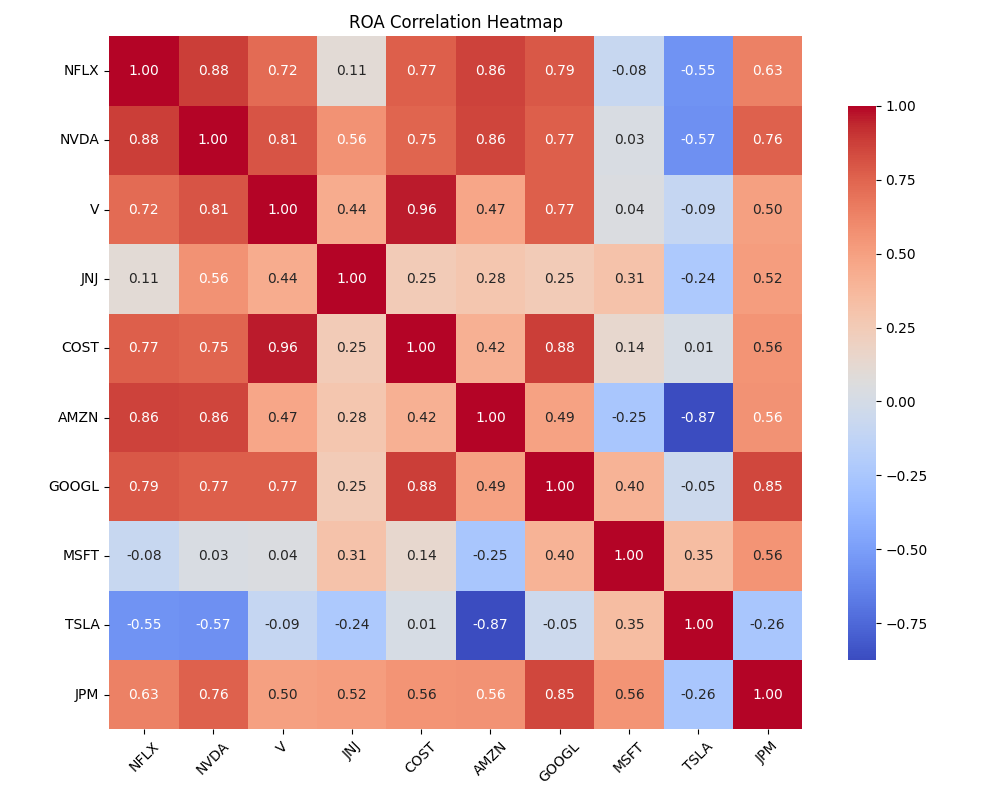 ROA Correlation Heatmap
NFLX 1.00 0.88 0.72 0.11 0.77 0.86 0.79 -0.08 -0.55 0.63
NVDA 0.88 1.00 0.81 0.56 0.75 0.86 0.77 0.03 -0.57 0.76
V 0.72 0.81 1.00 0.44 0.96 0.47 0.77 0.04 -0.09 0.50
JNJ 0.11 0.56 0.44 1.00 0.25 0.28 0.25 0.31 -0.24 0.52
COST 0.77 0.75 0.96 0.25 1.00 0.42 0.88 0.14 0.01 0.56
AMZN 0.86 0.86 0.47 0.28 0.42 1.00 0.49 -0.25 -0.87 0.56
GOOGL 0.79 0.77 0.77 0.25 0.88 0.49 1.00 0.40 -0.05 0.85
MSFT -0.08 0.03 0.04 0.31 0.14 -0.25 0.40 1.00 0.35 0.56
TSLA -0.55 -0.57 -0.09 -0.24 0.01 -0.87 -0.05 0.35 1.00 -0.26
JPM 0.63 0.76 0.50 0.52 0.56 0.56 0.85 0.56 -0.26 1.00
NFLX NVDA V JNJ COST AMZN GOOGL MSFT TSLA JPM
1.00
0.75
0.50
0.25
0.00
−0.25
−0.50
−0.75